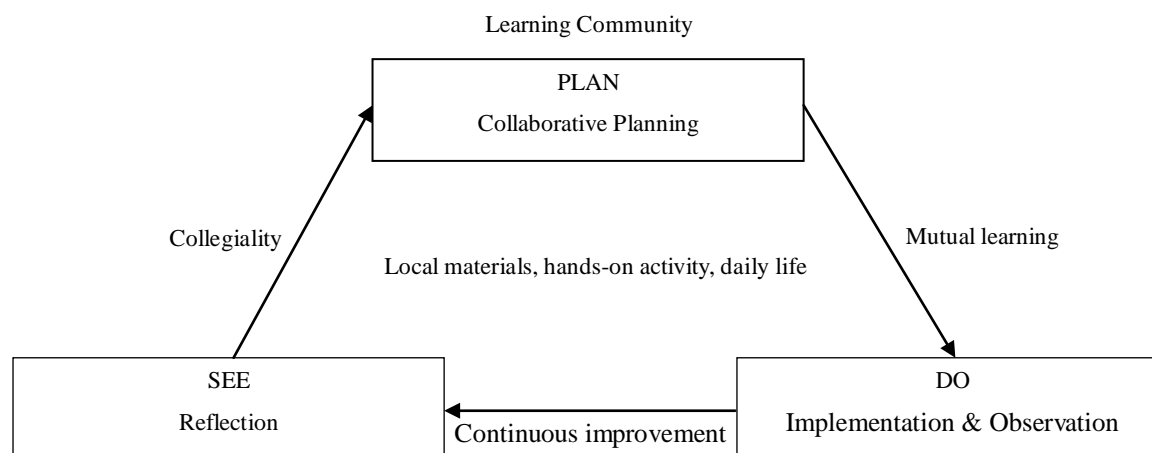 Learning Community
PLAN
Collaborative Planning
Collegiality
Mutual learning
Local materials, hands-on activity, daily life
SEE
Reflection
DO
Implementation & Observation
Continuous improvement